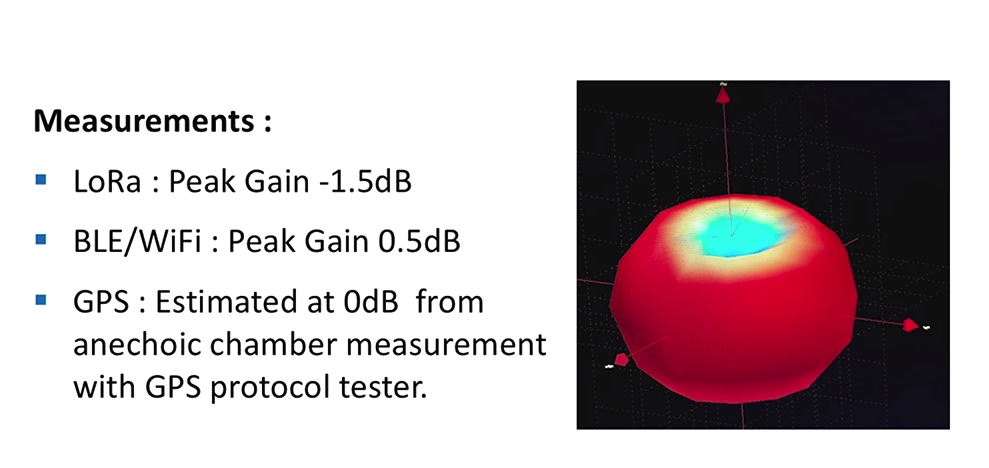 Measurements :
▪ LoRa : Peak Gain -1.5dB
▪ BLE/WiFi : Peak Gain 0.5dB
▪ GPS : Estimated at 0dB from
anechoic chamber measurement
with GPS protocol tester.